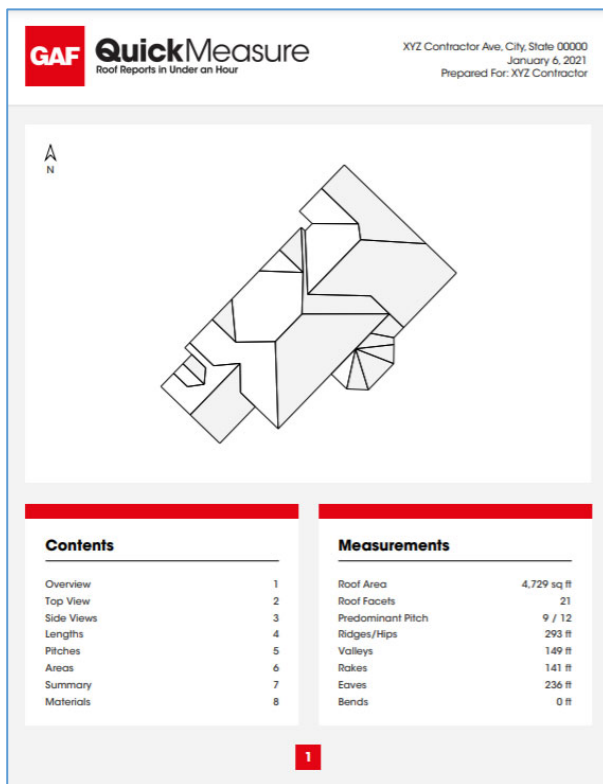 GAF
QuickMeasure
Roof Reports in Under an Hour
XYZ Contractor Ave, City, State 00000
January 6, 2021
Prepared For: XYZ Contractor
N
Contents
Overview 1
Top View 2
Side Views 3
Lengths 4
Pitches 5
Areas 6
Summary 7
Materials 8
Measurements
Roof Area 4,729 sq ft
Roof Facets 21
Predominant Pitch 9 / 12
Ridges/Hips 293 ft
Valleys 149 ft
Rakes 141 ft
Eaves 236 ft
Bends 0 ft
1